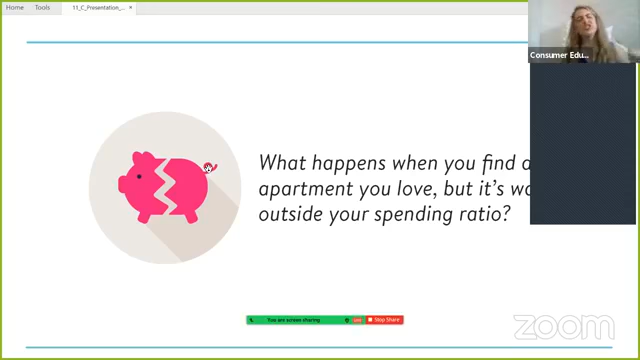 Home Tools 11_C_Presentation_... ×
Consumer Edu...
What happens when you find a
apartment you love, but it's wa
outside your spending ratio?
You are screen sharing Stop Share
zoom